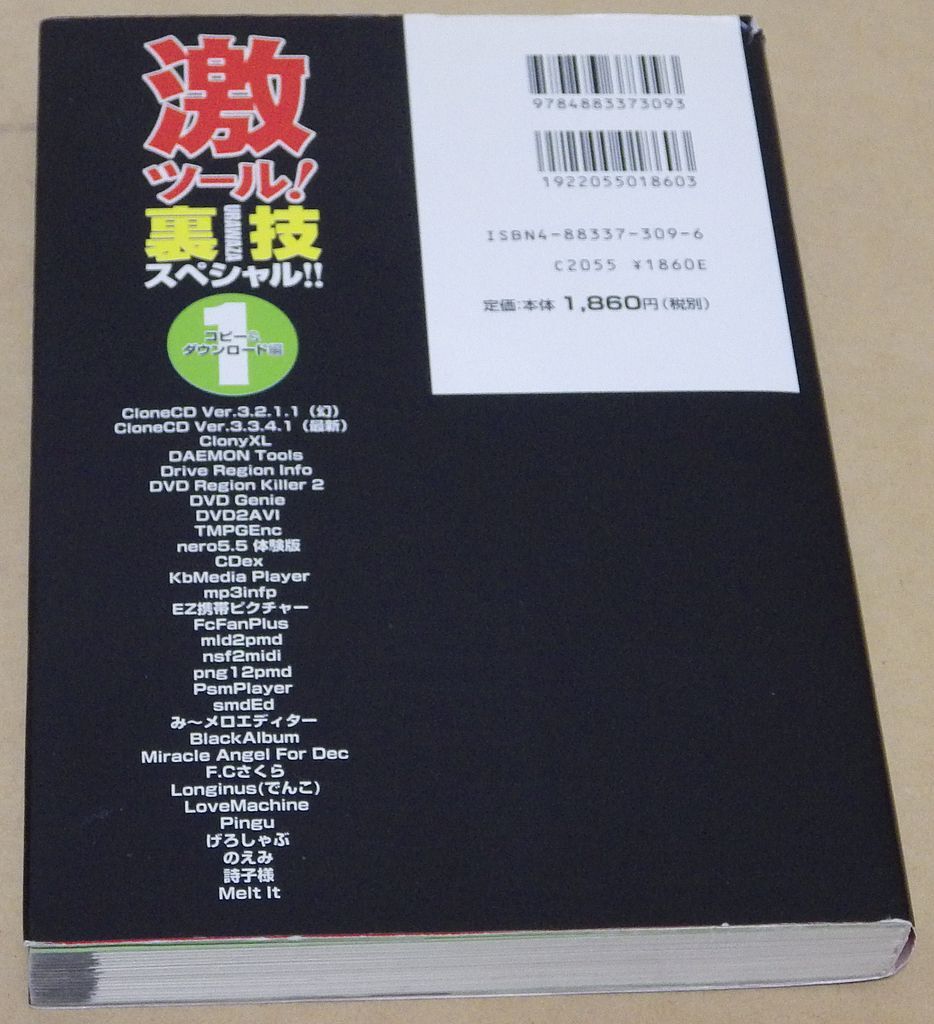 激
ツール!
裏技
URAWAZA
スペシャル!!
1
コピー&
ダウンロード編
CloneCD Ver.3.2.1.1（幻）
CloneCD Ver.3.3.4.1（最新）
ClonyXL
DAEMON Tools
Drive Region Info
DVD Region Killer 2
DVD Genie
DVD2AVI
TMPGEnc
nero5.5 体験版
CDex
KbMedia Player
mp3infp
EZ携帯ピクチャー
FcFanPlus
mld2pmd
nsf2midi
png12pmd
PsmPlayer
smdEd
み〜メロエディター
BlackAlbum
Miracle Angel For Dec
F.Cさくら
Longinus(でんこ)
LoveMachine
Pingu
げろしゃぶ
のえみ
詩子様
Melt It
9784883373093
1922055018603
ISBN4-88337-309-6
C2055 ¥1860E
定価:本体 1,860円（税別）